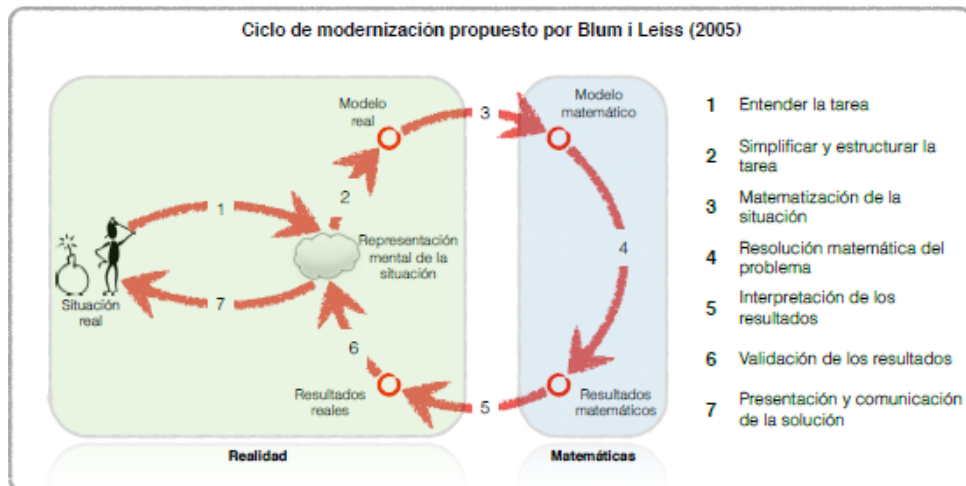 Ciclo de modernización propuesto por Blum i Leiss (2005)
Modelo
real
3
Modelo
matemático
2
1
Representación
mental de la
situación
Situación
real
7
4
6
Resultados
reales
5
Resultados
matemáticos
Realidad
Matemáticas
1 Entender la tarea
2 Simplificar y estructurar la
tarea
3 Matematización de la
situación
4 Resolución matemática del
problema
5 Interpretación de los
resultados
6 Validación de los resultados
7 Presentación y comunicación
de la solución